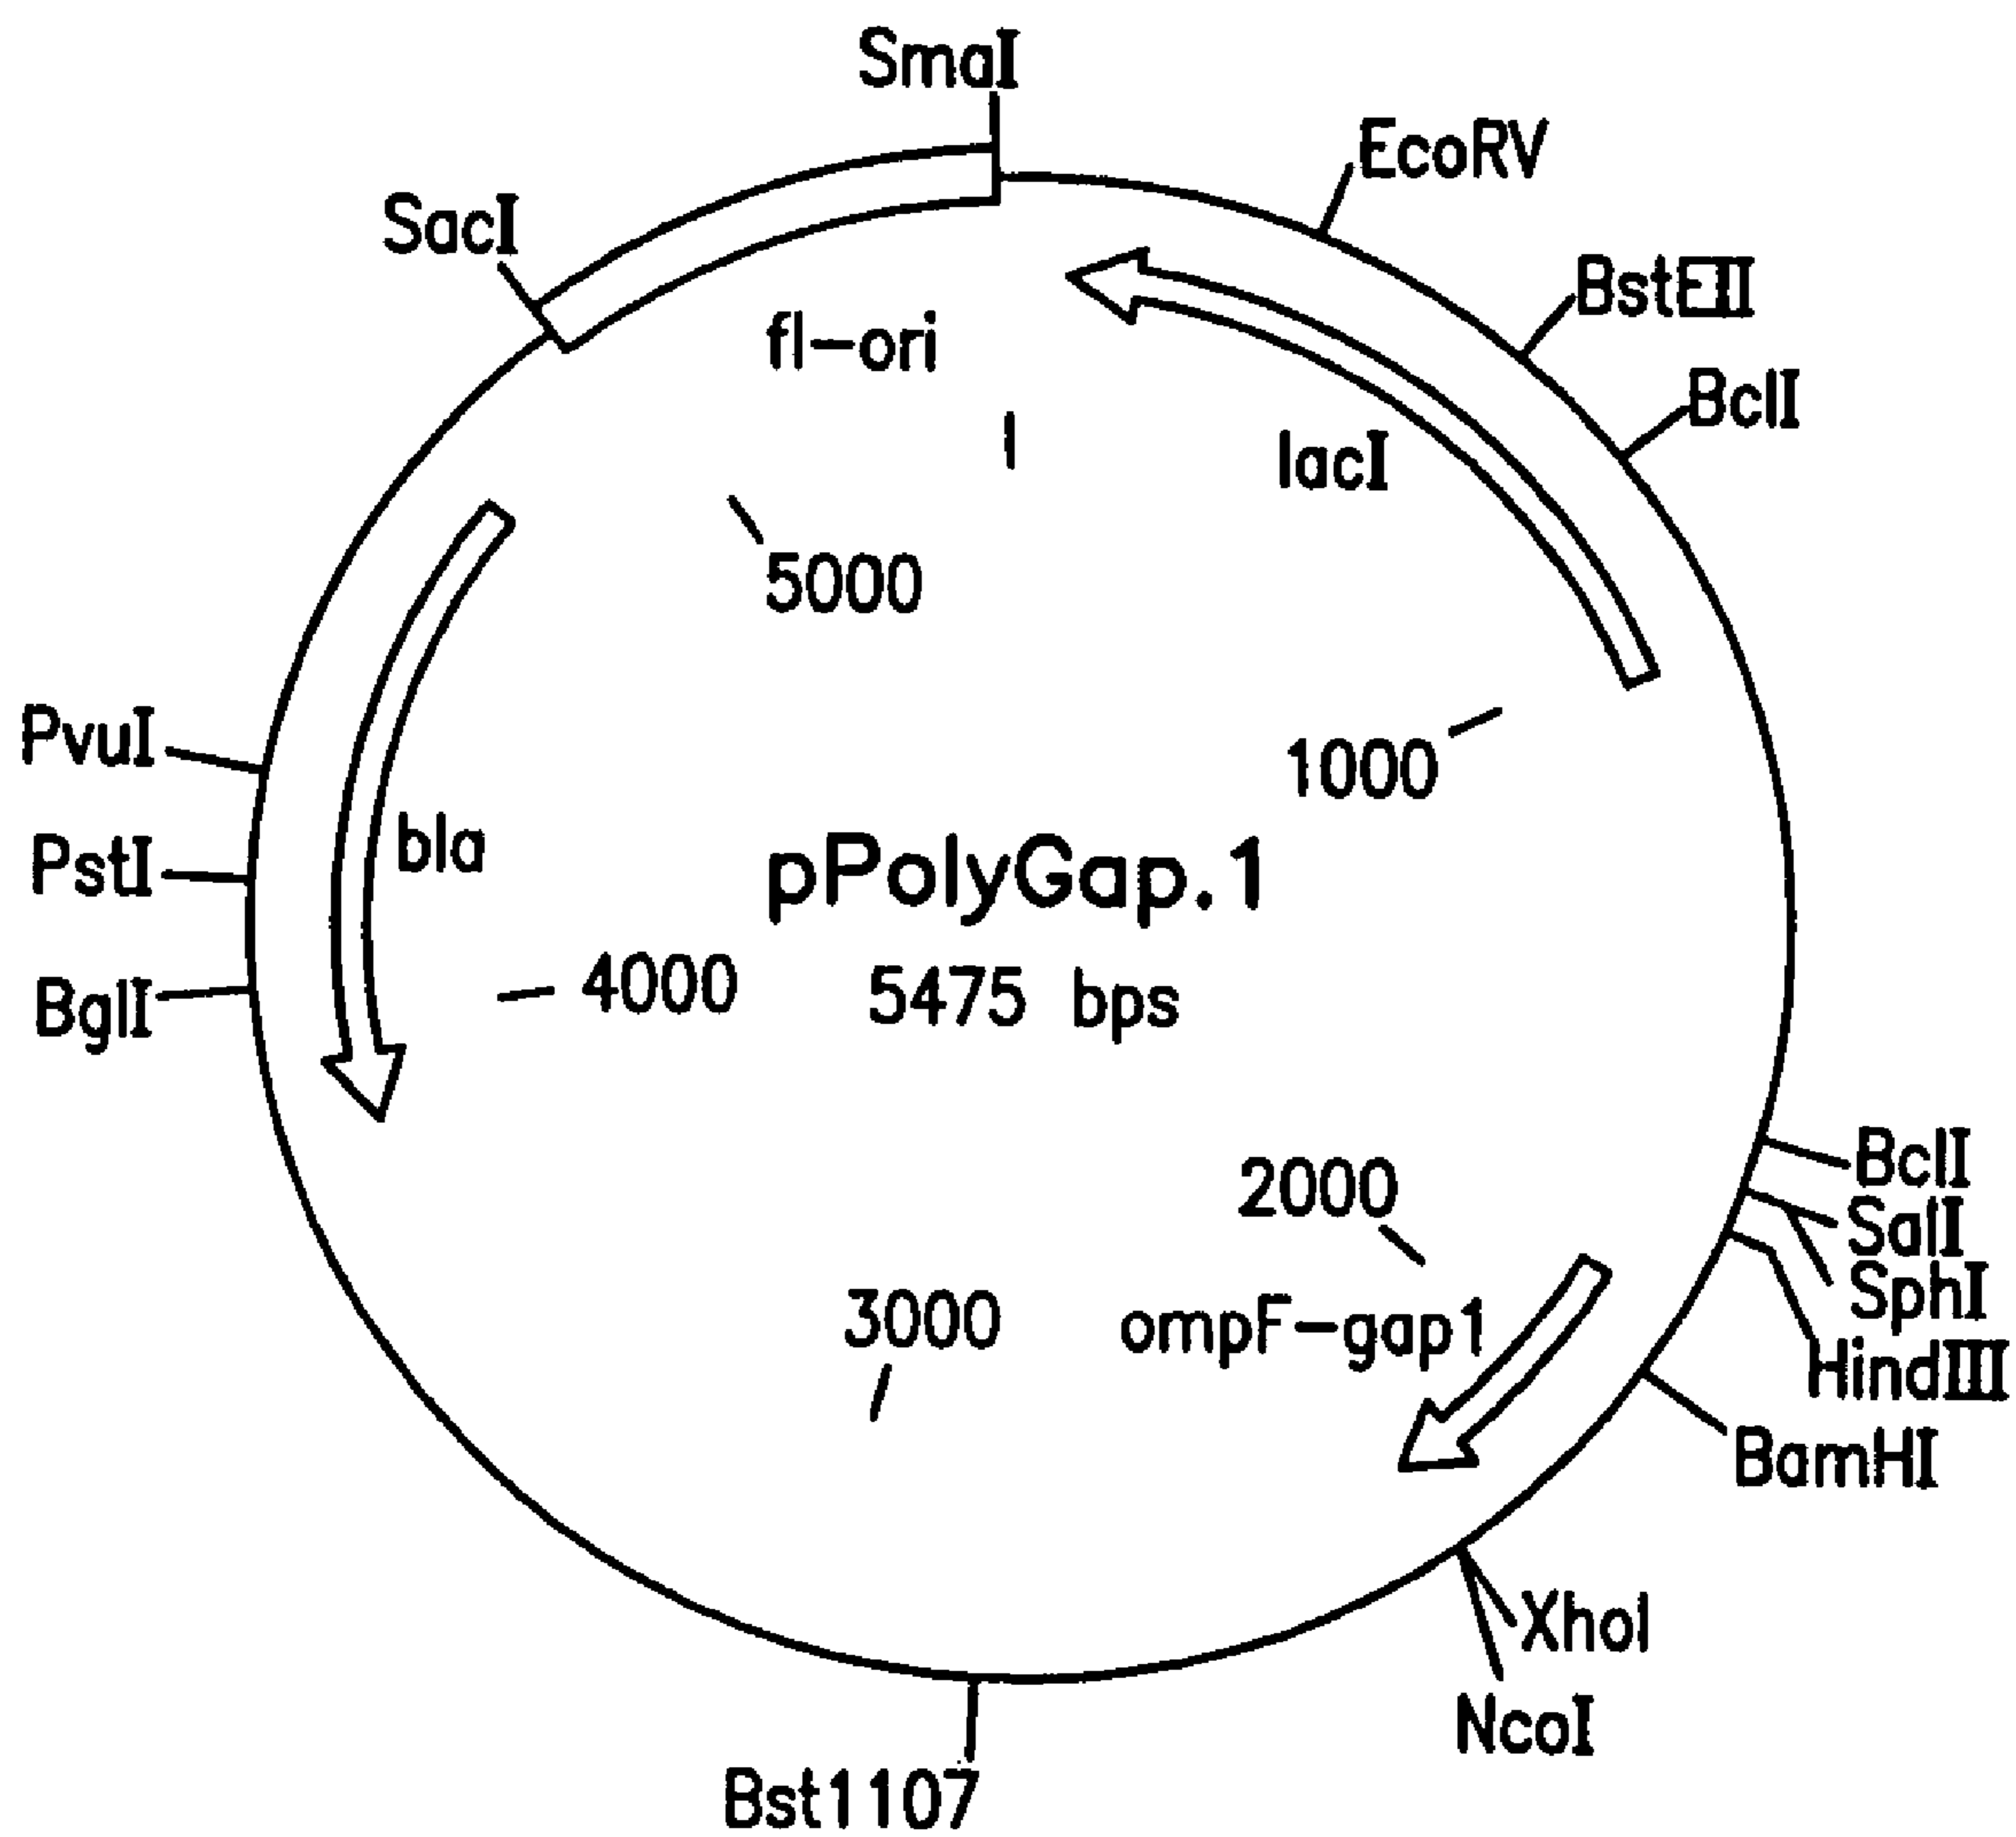 SmaI
EcoRV
SacI
BstEII
fl-ori
BclI
lacI
5000
PvuI
1000
bla
PstI
pPolyGap.1
4000
5475 bps
BglI
BclI
2000
SalI
SphI
3000
ompF-gap1
HindIII
BamHI
XhoI
NcoI
Bst1107